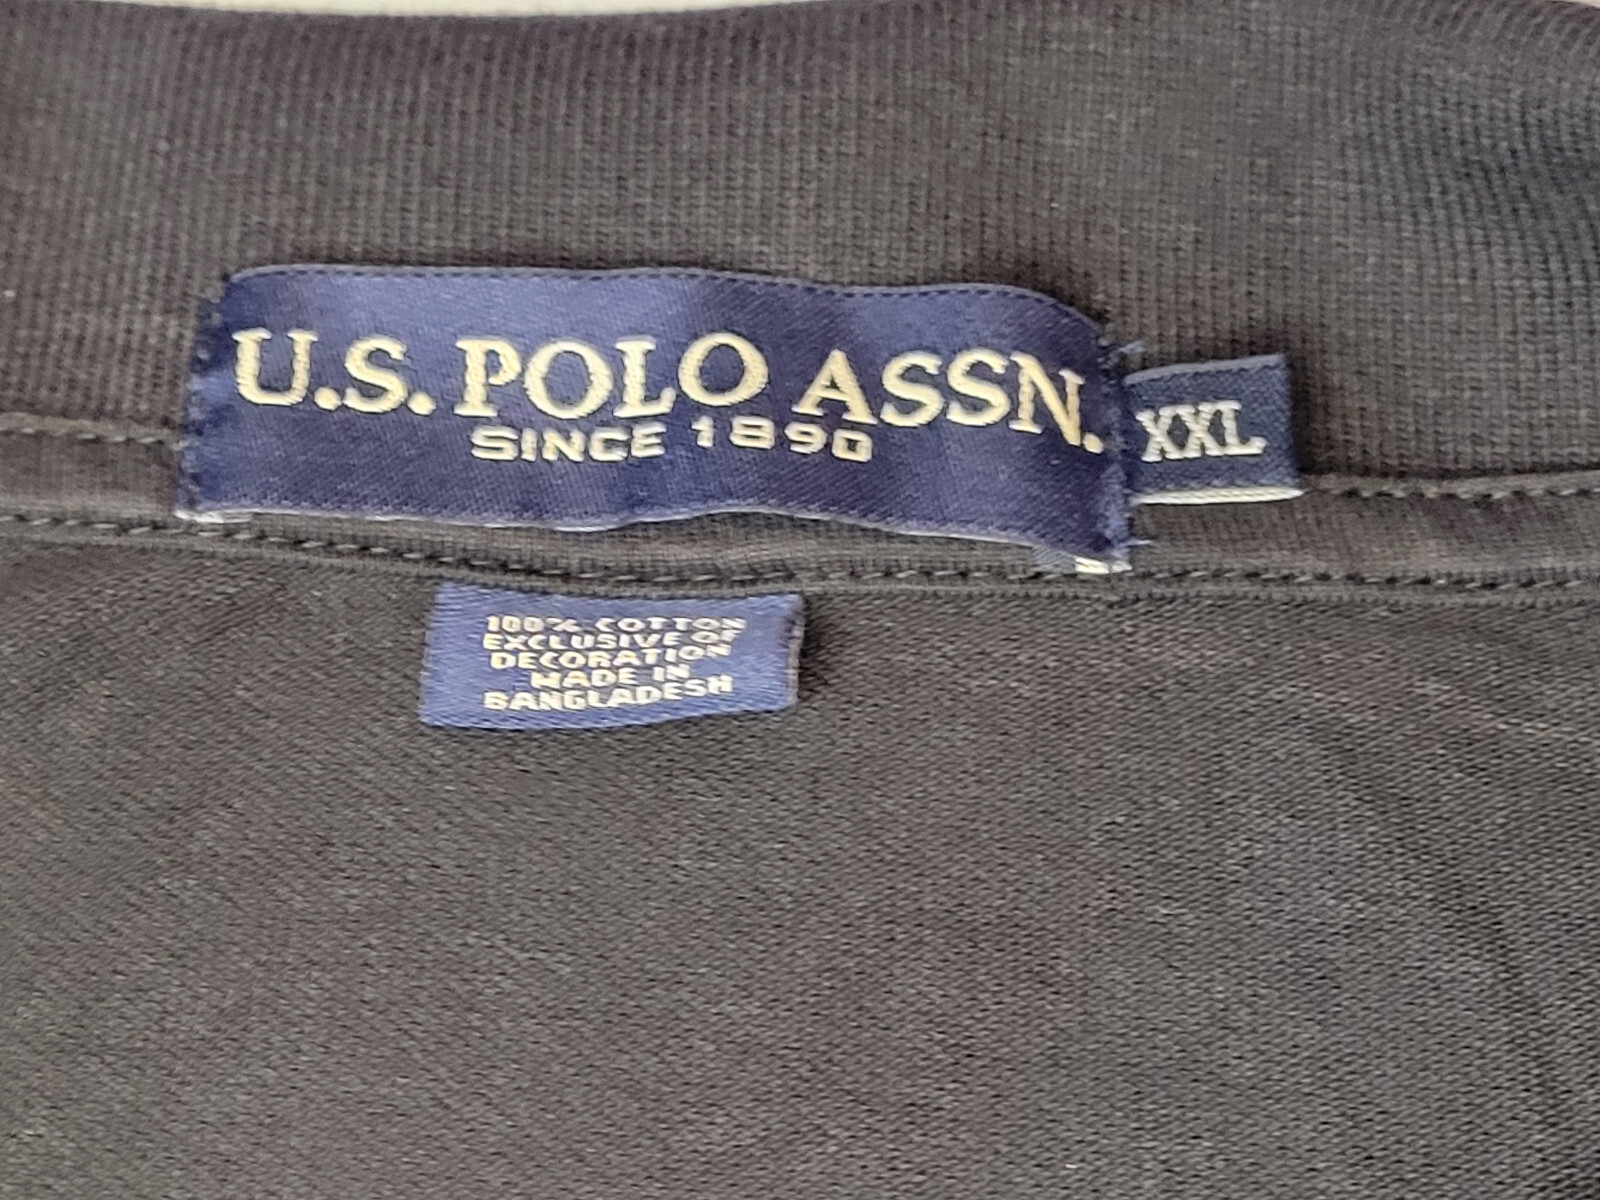 U.S. POLO ASSN.
SINCE 1890
XXL
100% COTTON
EXCLUSIVE OF
DECORATION
MADE IN
BANGLADESH